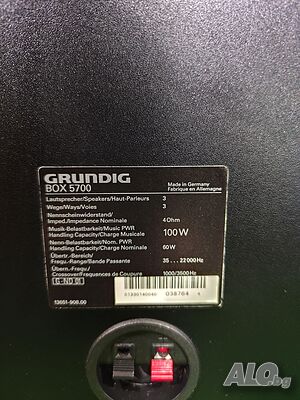 GRUNDIG
BOX 5700
Made in Germany
Fabriqué en Allemagne
Lautsprecher/Speakers/Haut-Parleurs 3
Wege/Ways/Voies 3
Nennscheinwiderstand/
Imped./Impedance Nominale 4 Ohm
Musik-Belastbarkeit/Music PWR
Handling Capacity/Charge Musicale 100 W
Nenn-Belastbarkeit/Nom. PWR
Handling Capacity/Charge Nominale 60 W
Übertr.-Bereich/
Frequ.-Range/Bande Passante 35 ... 22 000 Hz
Übern.-Frequ./
Crossover/Frequences de Coupure 1000/3500 Hz
038764
ALO.bg